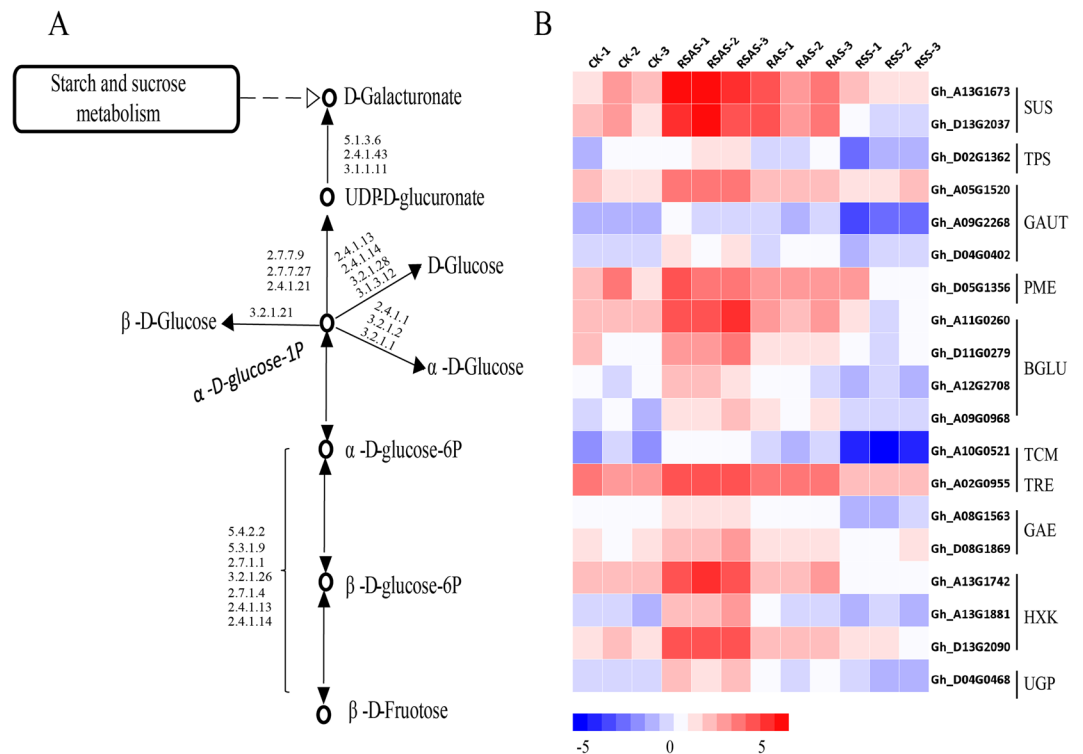 A
Starch and sucrose
metabolism
D-Galacturonate
5.1.3.6
2.4.1.43
3.1.1.11
UDP-D-glucuronate
2.7.7.9
2.7.7.27
2.4.1.21
2.4.1.13
2.4.1.14
3.2.1.28
3.1.3.12
D-Glucose
3.2.1.21
β-D-Glucose
2.4.1.1
3.2.1.2
3.2.1.1
α-D-Glucose
α-D-glucose-1P
α-D-glucose-6P
5.4.2.2
5.3.1.9
2.7.1.1
3.2.1.26
2.7.1.4
2.4.1.13
2.4.1.14
β-D-glucose-6P
β-D-Fruotose
B
CK-1 CK-2 CK-3 RSAS-1 RSAS-2 RSAS-3 RAS-1 RAS-2 RAS-3 RSS-1 RSS-2 RSS-3
Gh_A13G1673
SUS
Gh_D13G2037
Gh_D02G1362 TPS
Gh_A05G1520
Gh_A09G2268 GAUT
Gh_D04G0402
Gh_D05G1356 PME
Gh_A11G0260
Gh_D11G0279
BGLU
Gh_A12G2708
Gh_A09G0968
Gh_A10G0521 TCM
Gh_A02G0955 TRE
Gh_A08G1563
GAE
Gh_D08G1869
Gh_A13G1742
Gh_A13G1881 HXK
Gh_D13G2090
Gh_D04G0468 UGP
-5 0 5